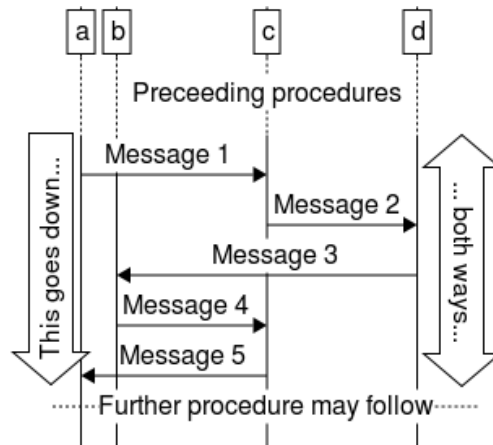 a b c d
Preceeding procedures
Message 1
Message 2
Message 3
Message 4
Message 5
This goes down...
... both ways...
Further procedure may follow